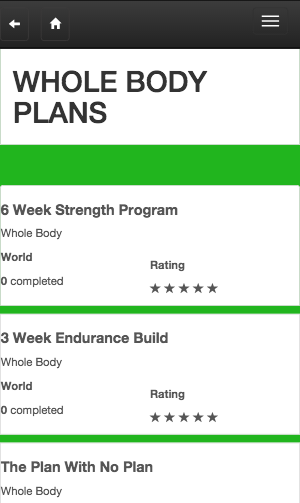 WHOLE BODY
PLANS
6 Week Strength Program
Whole Body
World
Rating
0 completed
★★★★★
3 Week Endurance Build
Whole Body
World
Rating
0 completed
★★★★★
The Plan With No Plan
Whole Body